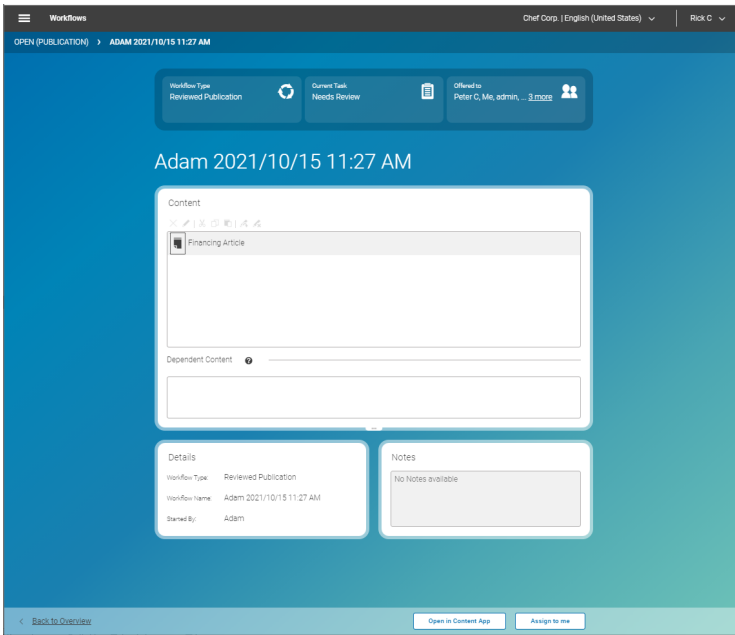 Workflows
Chef Corp. | English (United States)
Rick C
OPEN (PUBLICATION) > ADAM 2021/10/15 11:27 AM
Workflow Type
Reviewed Publication
Current Task
Needs Review
Offered to
Peter C, Me, admin, ... 3 more
Adam 2021/10/15 11:27 AM
Content
Financing Article
Dependent Content
Details
Workflow Type: Reviewed Publication
Workflow Name: Adam 2021/10/15 11:27 AM
Started By: Adam
Notes
No Notes available
< Back to Overview
Open in Content App
Assign to me